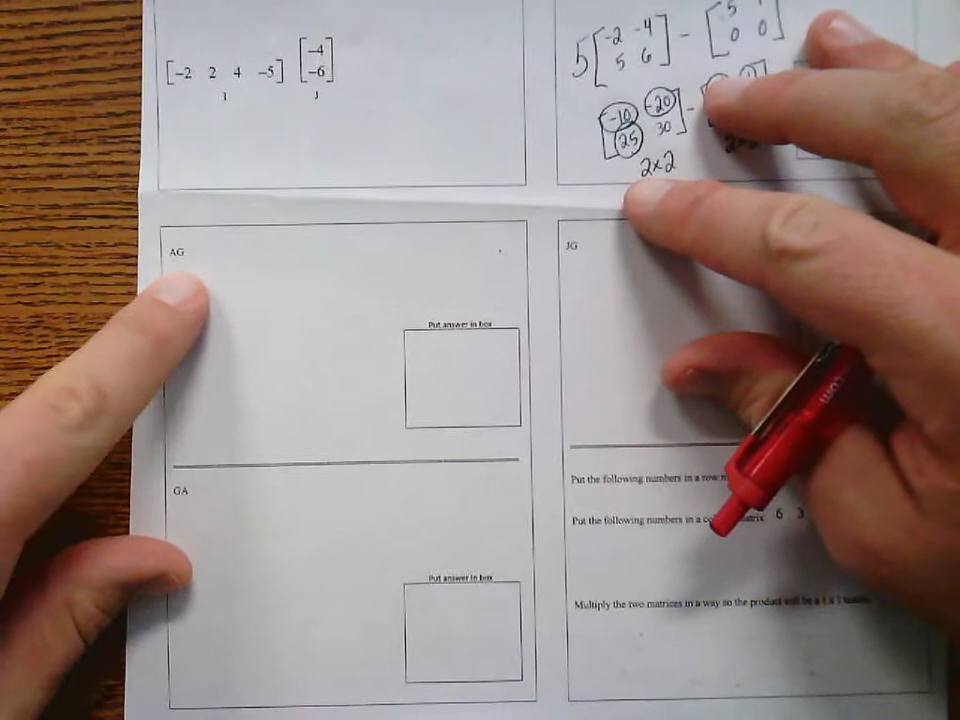 [-2 2 4 -5] [-4
-6]
I J
5[-2 -4
5 6] - [-5
0 0]
[-10 -20
25 30] -
2x2
AG
Put answer in box
GA
Put answer in box
JG
Put the following numbers in a row
Put the following numbers in a 6 3
Multiply the two matrices in a way so the product will be a 1 x 1